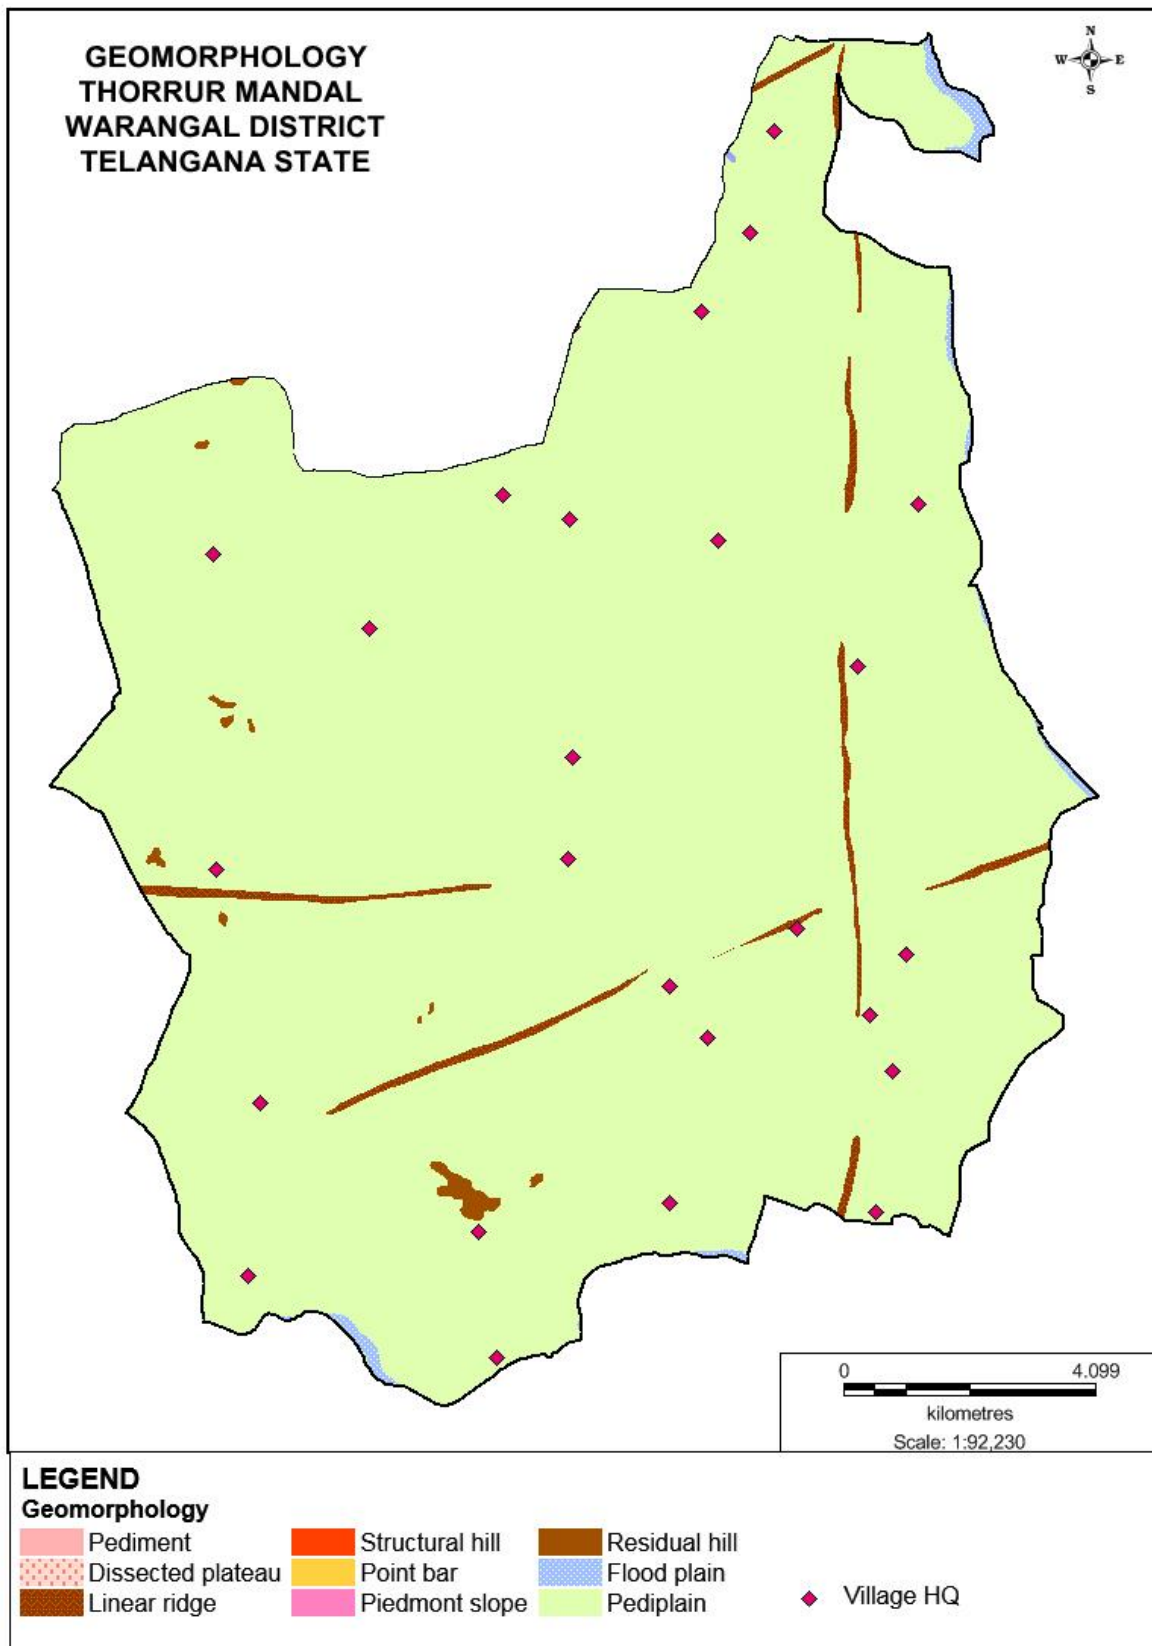 GEOMORPHOLOGY
THORRUR MANDAL
WARANGAL DISTRICT
TELANGANA STATE
N
W E
S
0 4.099
kilometres
Scale: 1:92,230
LEGEND
Geomorphology
Pediment Structural hill Residual hill
Dissected plateau Point bar Flood plain
Linear ridge Piedmont slope Pediplain
Village HQ